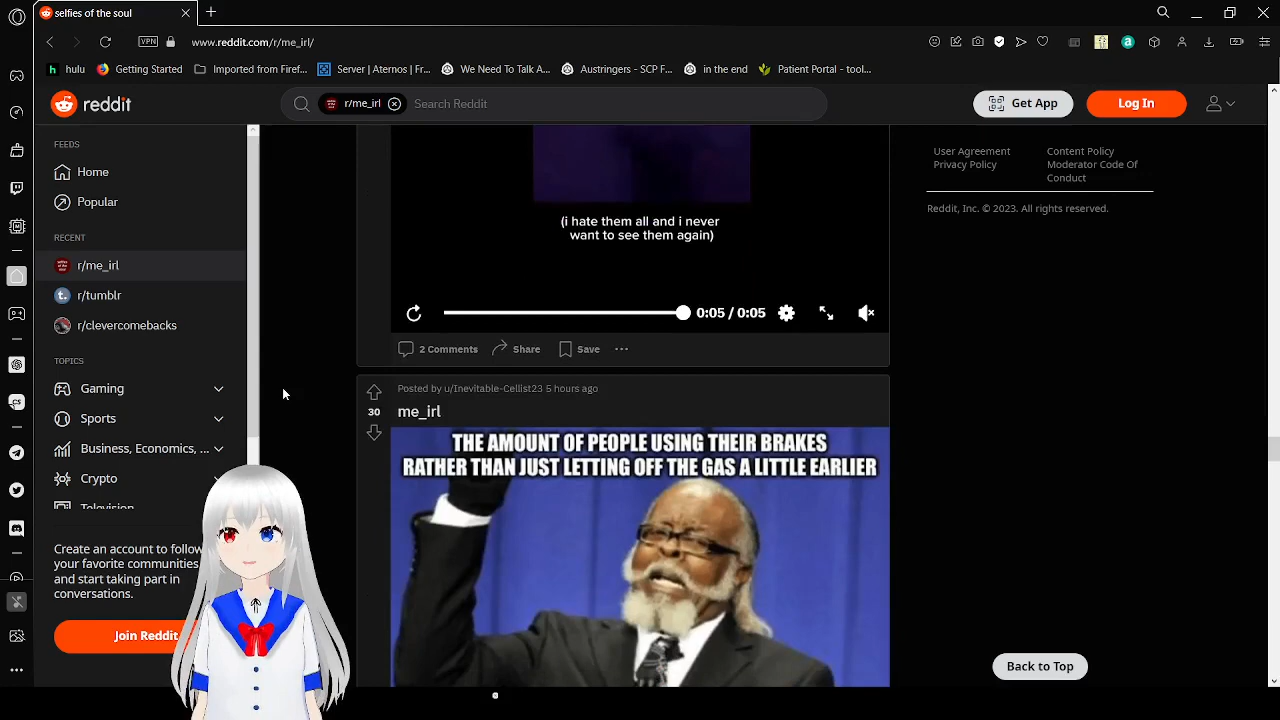 selfies of the soul
VPN
www.reddit.com/r/me_irl/
hulu
Getting Started
Imported from Firef...
Server | Aternos | Fr...
We Need To Talk A...
Austringers - SCP F...
in the end
Patient Portal - tool...
reddit
r/me_irl
Search Reddit
Get App
Log In
FEEDS
Home
Popular
RECENT
r/me_irl
r/tumblr
r/clevercomebacks
TOPICS
Gaming
Sports
Business, Economics, ...
Crypto
Television
Create an account to follow
your favorite communities
and start taking part in
conversations.
Join Reddit
(i hate them all and i never
want to see them again)
0:05 / 0:05
2 Comments
Share
Save
Posted by u/Inevitable-Cellist23 5 hours ago
30
me_irl
THE AMOUNT OF PEOPLE USING THEIR BRAKES
RATHER THAN JUST LETTING OFF THE GAS A LITTLE EARLIER
User Agreement
Privacy Policy
Content Policy
Moderator Code Of
Conduct
Reddit, Inc. © 2023. All rights reserved.
Back to Top